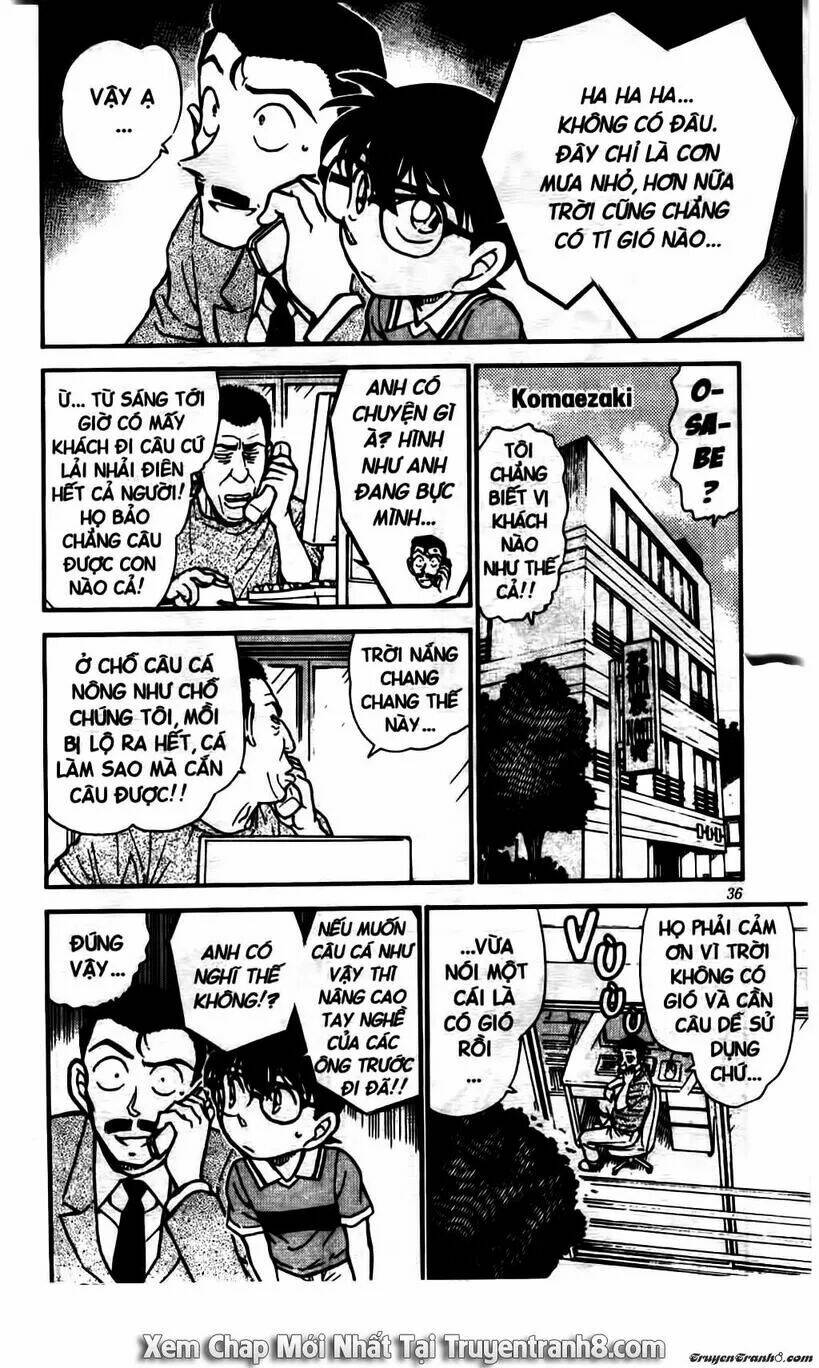 HA HA HA...
KHÔNG CÓ ĐÂU.
ĐÂY CHỈ LÀ CƠN
MƯA NHỎ, HƠN NỮA
TRỜI CŨNG CHẲNG
CÓ TÍ GIÓ NÀO...
VẬY Ạ
...
Komaezaki
O-
SA-
BE?
TÔI
CHẲNG
BIẾT VỊ
KHÁCH
NÀO
NHƯ THẾ
CẢ!!
ANH CÓ
CHUYỆN GÌ
À? HÌNH
NHƯ ANH
ĐANG BỰC
MÌNH...
Ừ... TỪ SÁNG TỚI
GIỜ CÓ MẤY
KHÁCH ĐI CÂU CỨ
LẢI NHẢI ĐIÊN
HẾT CẢ NGƯỜI!
HỌ BẢO
CHẲNG CÂU
ĐƯỢC CON
NÀO CẢ!
TRỜI NẮNG
CHANG
CHANG THẾ
NÀY...
Ở CHỖ CÂU CÁ
NÔNG NHƯ CHỖ
CHÚNG TÔI, MỒI
BỊ LỘ RA HẾT, CÁ
LÀM SAO MÀ CẮN
CÂU ĐƯỢC!!
36
HỌ PHẢI CẢM
ƠN VÌ TRỜI
KHÔNG CÓ
GIÓ VÀ CẦN
CÂU DỄ SỬ
DỤNG
CHỨ...
VÙÙÙÙ
...VỪA
NÓI MỘT
CÁI LÀ
CÓ GIÓ
RỒI
...
NẾU MUỐN
CÂU CÁ NHƯ
VẬY THÌ
NÂNG CAO
TAY NGHỀ
CỦA CÁC
ÔNG TRƯỚC
ĐI ĐÃ!!
ANH CÓ
NGHĨ THẾ
KHÔNG!?
ĐÚNG
VẬY...
Xem Chap Mới Nhất Tại Truyentranh8.com
TruyenTranh8.com